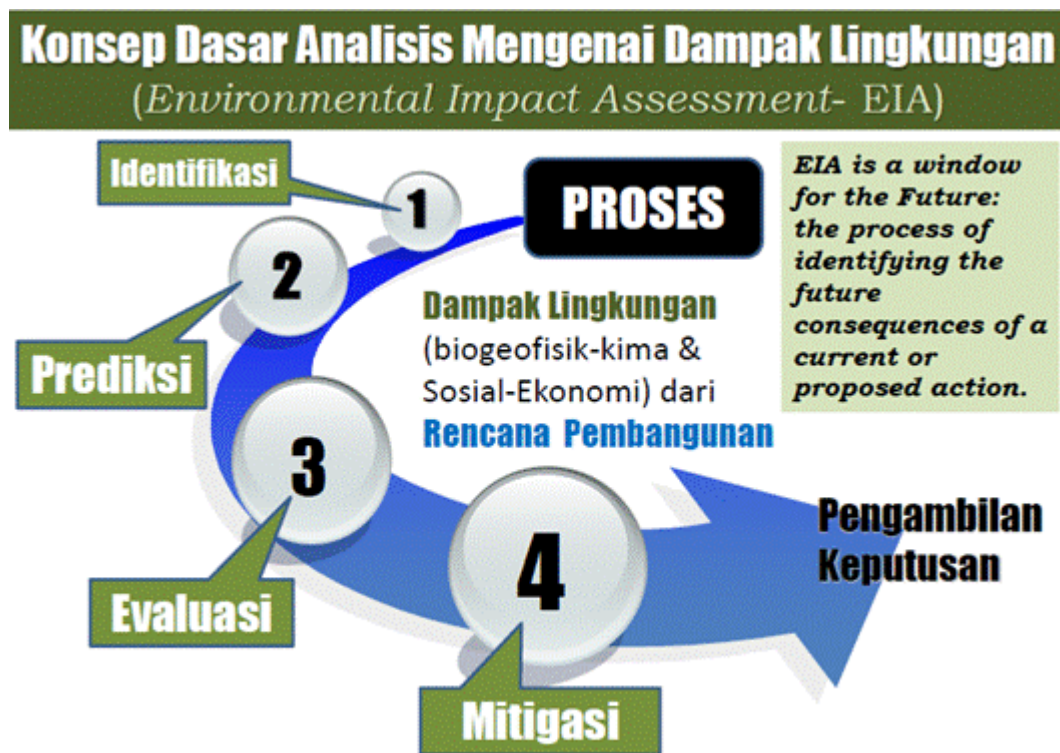 Konsep Dasar Analisis Mengenai Dampak Lingkungan
(Environmental Impact Assessment- EIA)
Identifikasi
1
PROSES
EIA is a window
for the Future:
the process of
identifying the
future
consequences of a
current or
proposed action.
2
Prediksi
Dampak Lingkungan
(biogeofisik-kima &
Sosial-Ekonomi) dari
Rencana Pembangunan
3
Evaluasi
4
Mitigasi
Pengambilan
Keputusan